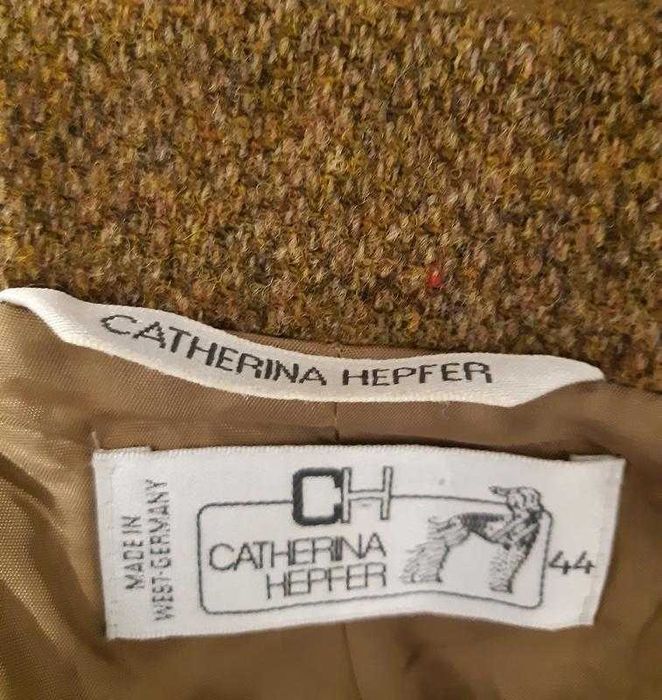 CATHERINA HEPFER
MADE IN
WEST-GERMANY
CH
CATHERINA
HEPFER
44